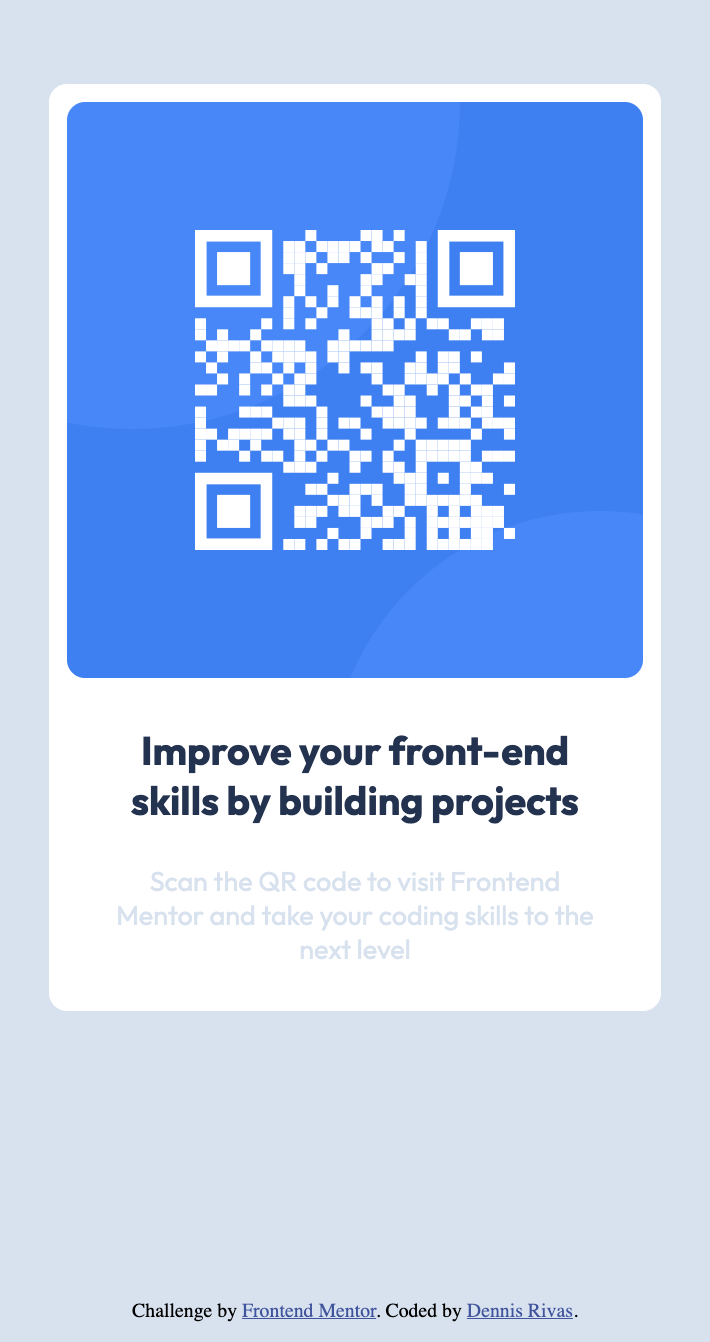 Improve your front-end
skills by building projects
Scan the QR code to visit Frontend
Mentor and take your coding skills to the
next level
Challenge by Frontend Mentor. Coded by Dennis Rivas.